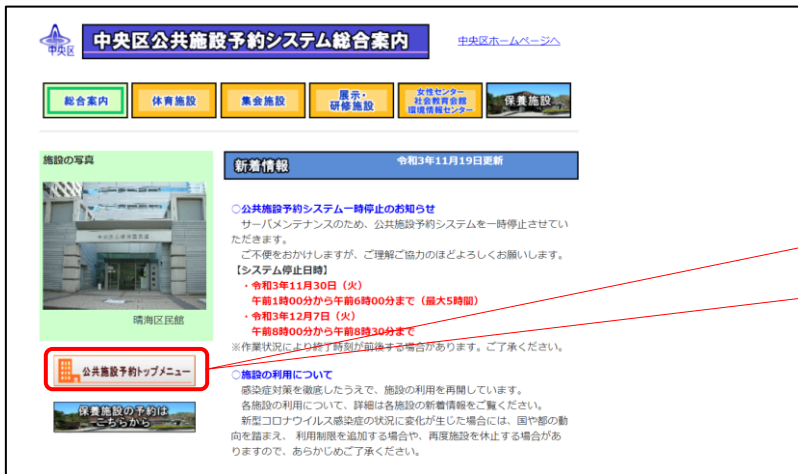 中央区
中央区公共施設予約システム総合案内
中央区ホームページへ
総合案内
体育施設
集会施設
展示・
研修施設
女性センター
社会教育会館
環境情報センター
保養施設
施設の写真
晴海区民館
公共施設予約トップメニュー
保養施設の予約は
こちらから
新着情報
令和3年11月19日更新
○公共施設予約システム一時停止のお知らせ
サーバメンテナンスのため、公共施設予約システムを一時停止させてい
ただきます。
ご不便をおかけしますが、ご理解ご協力のほどよろしくお願いします。
【システム停止日時】
・令和3年11月30日（火）
午前1時00分から午前6時00分まで（最大5時間）
・令和3年12月7日（火）
午前8時00分から午前8時30分まで
※作業状況により終了時刻が前後する場合があります。ご了承ください。
○施設の利用について
感染症対策を徹底したうえで、施設の利用を再開しています。
各施設の利用について、詳細は各施設の新着情報をご覧ください。
新型コロナウイルス感染症の状況に変化が生じた場合には、国や都の動
向を踏まえ、 利用制限を追加する場合や、再度施設を休止する場合があ
りますので、あらかじめご了承ください。